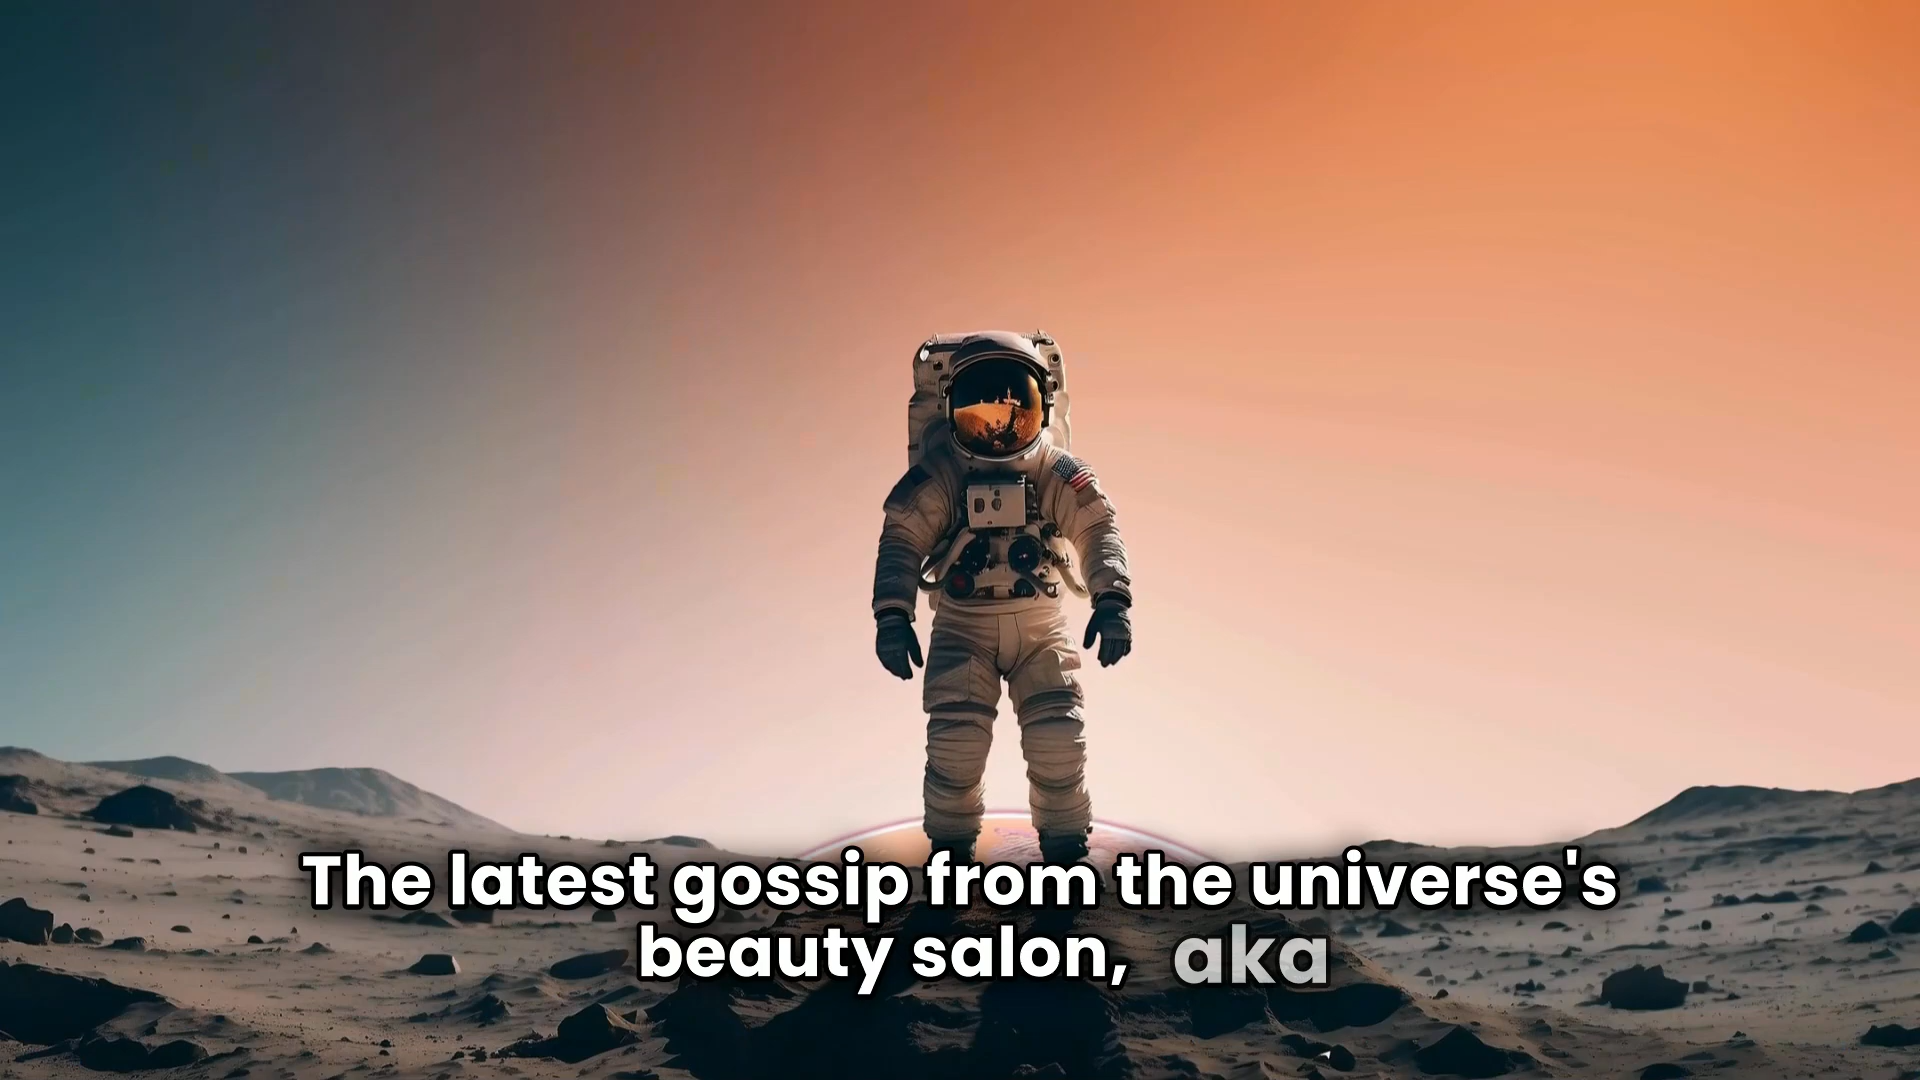 The latest gossip from the universe's
beauty salon, aka